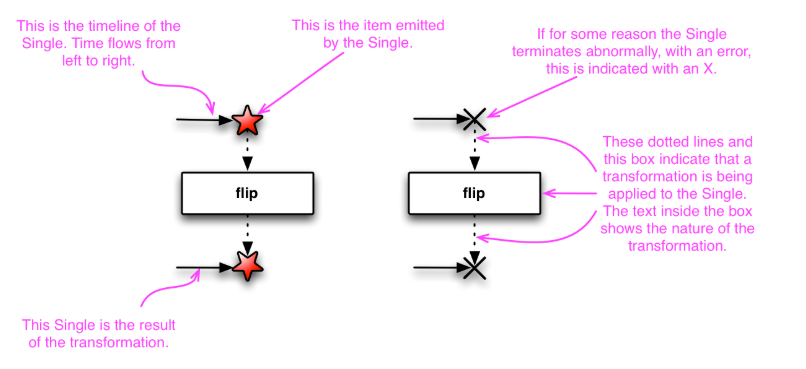 This is the timeline of the
Single. Time flows from
left to right.
This is the item emitted
by the Single.
If for some reason the Single
terminates abnormally, with an error,
this is indicated with an X.
flip
flip
These dotted lines and
this box indicate that a
transformation is being
applied to the Single.
The text inside the box
shows the nature of the
transformation.
This Single is the result
of the transformation.